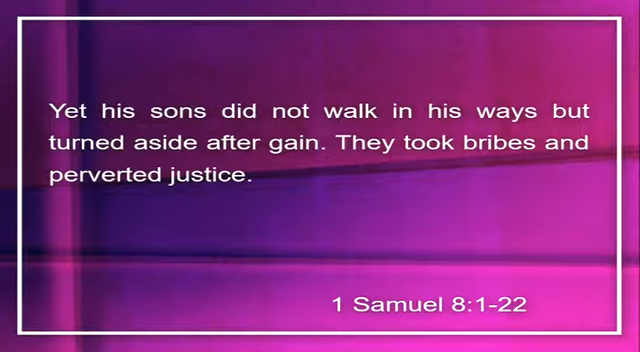 Yet his sons did not walk in his ways but
turned aside after gain. They took bribes and
perverted justice.
1 Samuel 8:1-22